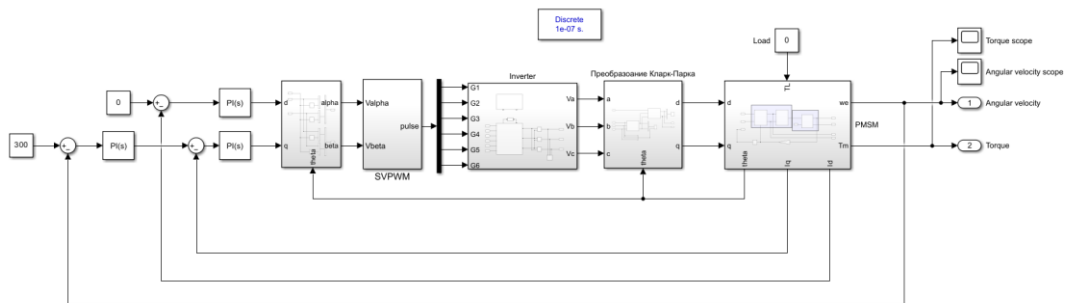 Discrete
1e-07 s.
Load
0
Torque scope
Inverter
Преобразоание Кларк-Парка
Angular velocity scope
0
+
-
PI(s)
d
alpha
Valpha
G1
G2
G3
G4
G5
G6
Va
Vb
Vc
a
b
c
d
q
d
q
TL
we
1
Angular velocity
PMSM
pulse
300
+
-
PI(s)
+
-
PI(s)
q
beta
Vbeta
Tm
2
Torque
theta
SVPWM
theta
theta
Iq
Id